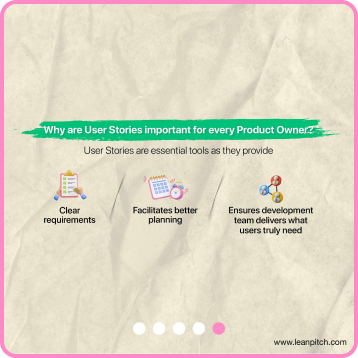 Why are User Stories important for every Product Owner?
User Stories are essential tools as they provide
Clear
requirements
Facilitates better
planning
Ensures development
team delivers what
users truly need
www.leanpitch.com